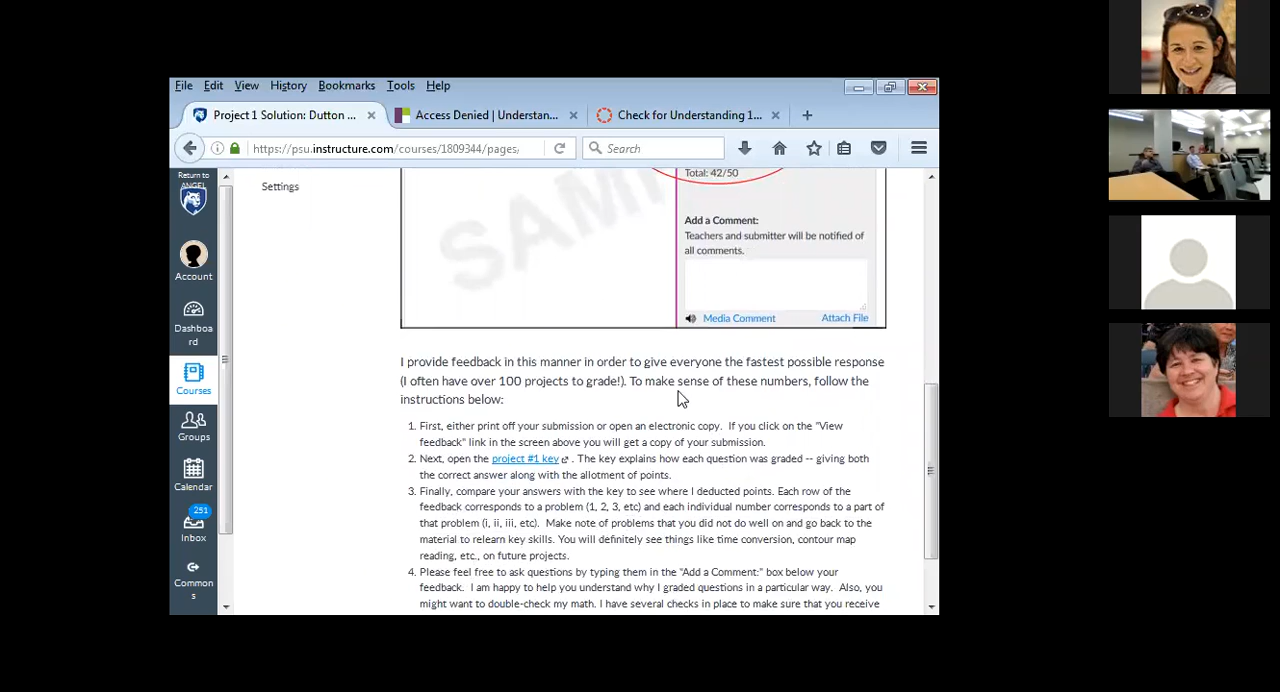 File Edit View History Bookmarks Tools Help
Project 1 Solution: Dutton ...
Access Denied | Understan...
Check for Understanding 1...
https://psu.instructure.com/courses/1809344/pages,
Search
Return to
ANGEL
Account
Dashboa
rd
Courses
Groups
Calendar
251
Inbox
Common
s
Settings
Total: 42/50
Add a Comment:
Teachers and submitter will be notified of
all comments.
Media Comment
Attach File
I provide feedback in this manner in order to give everyone the fastest possible response
(I often have over 100 projects to grade!). To make sense of these numbers, follow the
instructions below:
1. First, either print off your submission or open an electronic copy. If you click on the "View
feedback" link in the screen above you will get a copy of your submission.
2. Next, open the project #1 key . The key explains how each question was graded -- giving both
the correct answer along with the allotment of points.
3. Finally, compare your answers with the key to see where I deducted points. Each row of the
feedback corresponds to a problem (1, 2, 3, etc) and each individual number corresponds to a part of
that problem (i, ii, iii, etc). Make note of problems that you did not do well on and go back to the
material to relearn key skills. You will definitely see things like time conversion, contour map
reading, etc., on future projects.
4. Please feel free to ask questions by typing them in the "Add a Comment:" box below your
feedback. I am happy to help you understand why I graded questions in a particular way. Also, you
might want to double-check my math. I have several checks in place to make sure that you receive